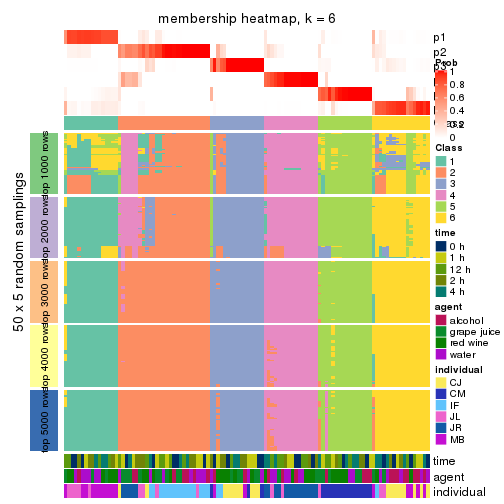 membership heatmap, k = 6
p1
p2
p3
Prob
1
0.8
0.6
0.4
0.2
0
Class
1
2
3
4
5
6
time
0 h
1 h
12 h
2 h
4 h
agent
alcohol
grape juice
red wine
water
individual
CJ
CM
IF
JL
JR
MB
50 x 5 random samplings
top 1000 rows
top 2000 rows
top 3000 rows
top 4000 rows
top 5000 rows
time
agent
individual